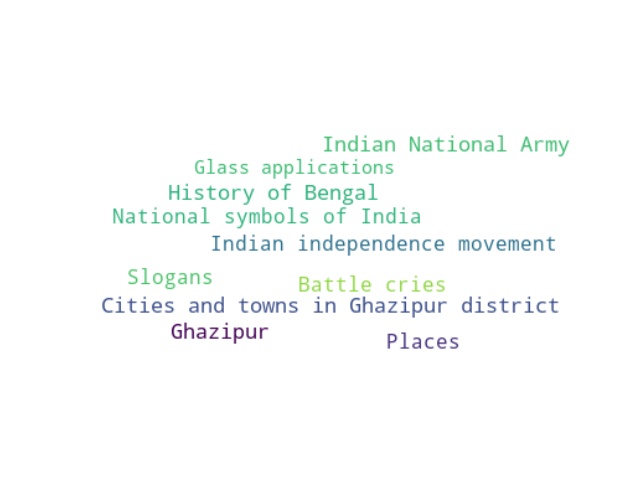 Indian National Army
Glass applications
History of Bengal
National symbols of India
Indian independence movement
Slogans
Battle cries
Cities and towns in Ghazipur district
Ghazipur
Places